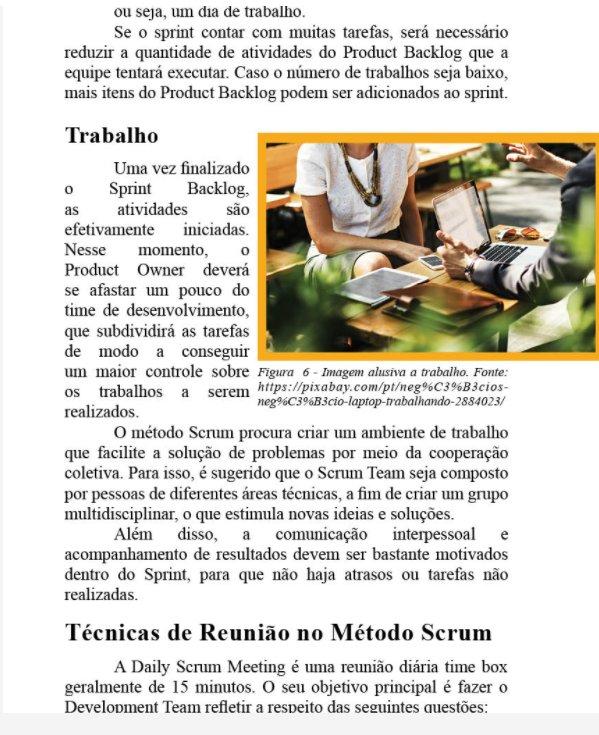 ou seja, um dia de trabalho.
Se o sprint contar com muitas tarefas, será necessário
reduzir a quantidade de atividades do Product Backlog que a
equipe tentará executar. Caso o número de trabalhos seja baixo,
mais itens do Product Backlog podem ser adicionados ao sprint.
Trabalho
Uma vez finalizado
o Sprint Backlog,
as atividades são
efetivamente iniciadas.
Nesse momento, o
Product Owner deverá
se afastar um pouco do
time de desenvolvimento,
que subdividirá as tarefas
de modo a conseguir
um maior controle sobre
os trabalhos a serem
realizados.
Figura 6 - Imagem alusiva a trabalho. Fonte:
https://pixabay.com/pt/neg%C3%B3cios-
neg%C3%B3cio-laptop-trabalhando-2884023/
O método Scrum procura criar um ambiente de trabalho
que facilite a solução de problemas por meio da cooperação
coletiva. Para isso, é sugerido que o Scrum Team seja composto
por pessoas de diferentes áreas técnicas, a fim de criar um grupo
multidisciplinar, o que estimula novas ideias e soluções.
Além disso, a comunicação interpessoal e
acompanhamento de resultados devem ser bastante motivados
dentro do Sprint, para que não haja atrasos ou tarefas não
realizadas.
Técnicas de Reunião no Método Scrum
A Daily Scrum Meeting é uma reunião diária time box
geralmente de 15 minutos. O seu objetivo principal é fazer o
Development Team refletir a respeito das seguintes questões: